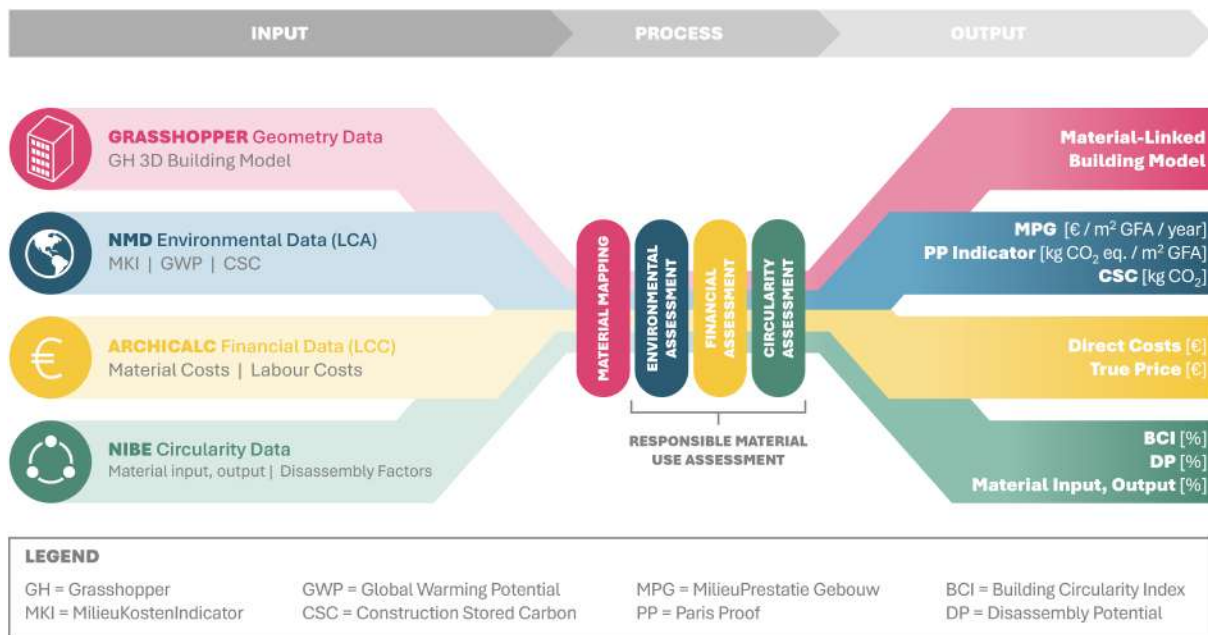 INPUT
PROCESS
OUTPUT
GRASSHOPPER Geometry Data
GH 3D Building Model
NMD Environmental Data (LCA)
MKI | GWP | CSC
ARCHICALC Financial Data (LCC)
Material Costs | Labour Costs
NIBE Circularity Data
Material input, output | Disassembly Factors
MATERIAL MAPPING
ENVIRONMENTAL
ASSESSMENT
FINANCIAL
ASSESSMENT
CIRCULARITY
ASSESSMENT
RESPONSIBLE MATERIAL
USE ASSESSMENT
Material-Linked
Building Model
MPG [€ / m² GFA / year]
PP Indicator [kg CO₂ eq. / m² GFA]
CSC [kg CO₂]
Direct Costs [€]
True Price [€]
BCI [%]
DP [%]
Material Input, Output [%]
LEGEND
GH = Grasshopper
MKI = MilieuKostenIndicator
GWP = Global Warming Potential
CSC = Construction Stored Carbon
MPG = MilieuPrestatie Gebouw
PP = Paris Proof
BCI = Building Circularity Index
DP = Disassembly Potential